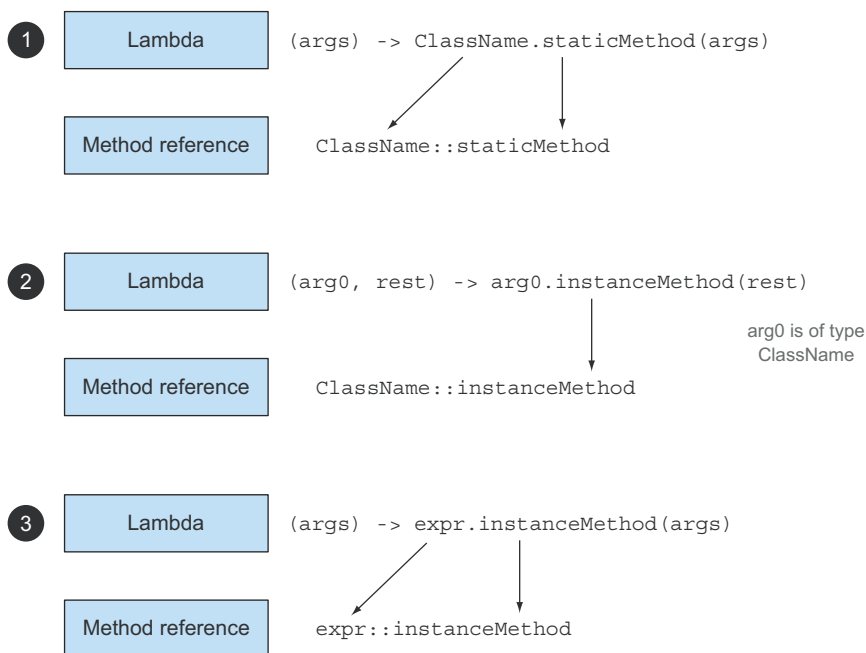 1
Lambda
(args) -> ClassName.staticMethod(args)
Method reference
ClassName::staticMethod
2
Lambda
(arg0, rest) -> arg0.instanceMethod(rest)
arg0 is of type
ClassName
Method reference
ClassName::instanceMethod
3
Lambda
(args) -> expr.instanceMethod(args)
Method reference
expr::instanceMethod